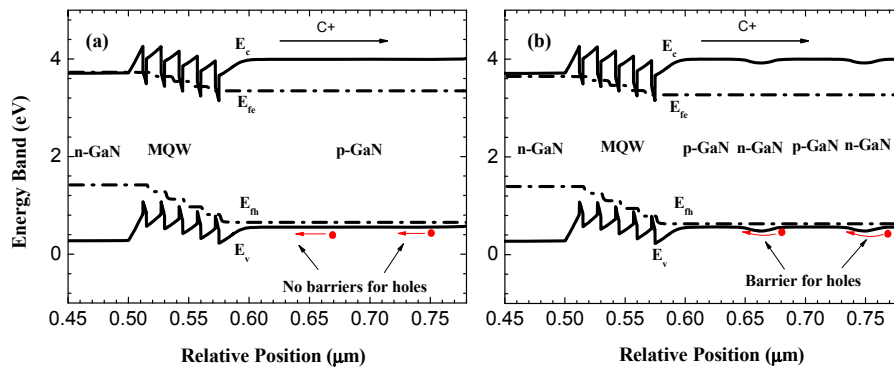 (a)
C+
E_c
E_fe
n-GaN
MQW
p-GaN
E_fh
E_v
No barriers for holes
4
2
0
0.45
0.50
0.55
0.60
0.65
0.70
0.75
Energy Band (eV)
Relative Position (μm)
(b)
C+
E_c
E_fe
n-GaN
MQW
p-GaN
n-GaN
p-GaN
n-GaN
E_fh
E_v
Barrier for holes
4
2
0
0.45
0.50
0.55
0.60
0.65
0.70
0.75
Relative Position (μm)